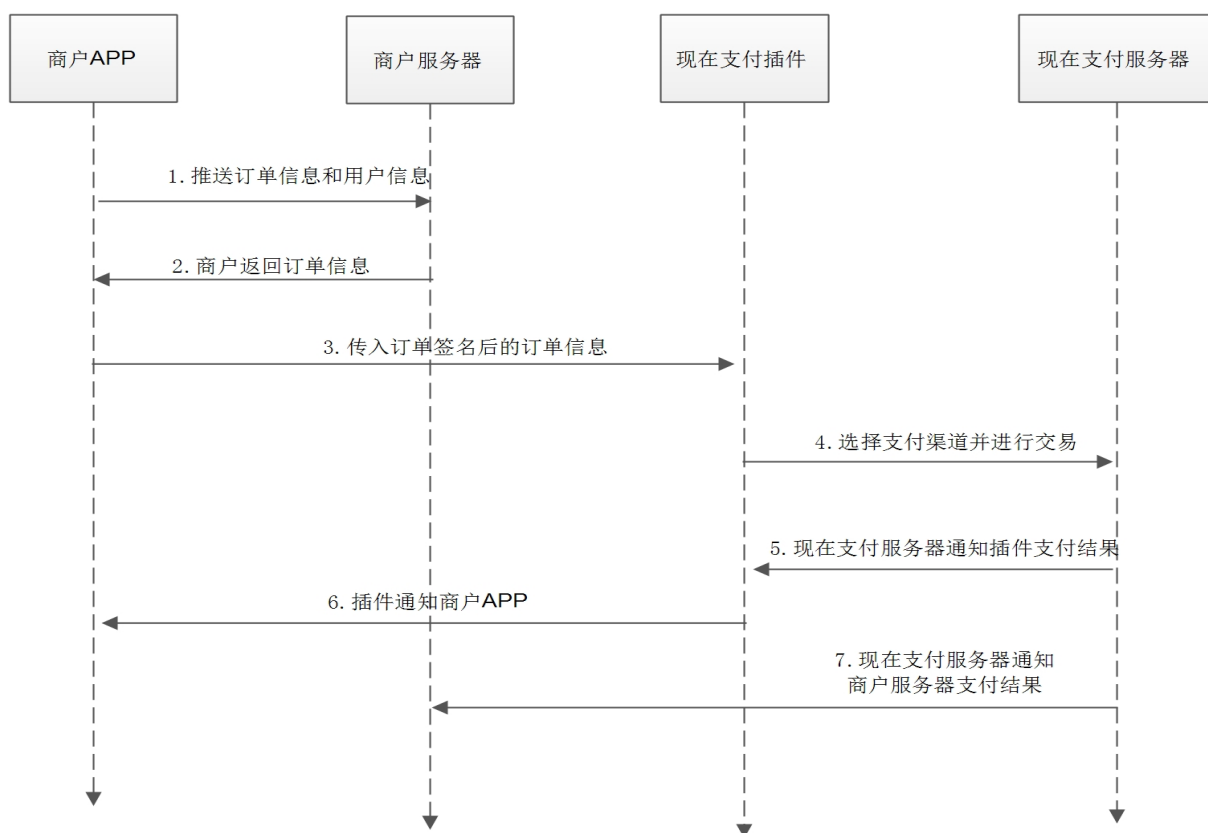 商户APP
商户服务器
现在支付插件
现在支付服务器
1.推送订单信息和用户信息
2.商户返回订单信息
3.传入订单签名后的订单信息
4.选择支付渠道并进行交易
5.现在支付服务器通知插件支付结果
6.插件通知商户APP
7.现在支付服务器通知
商户服务器支付结果